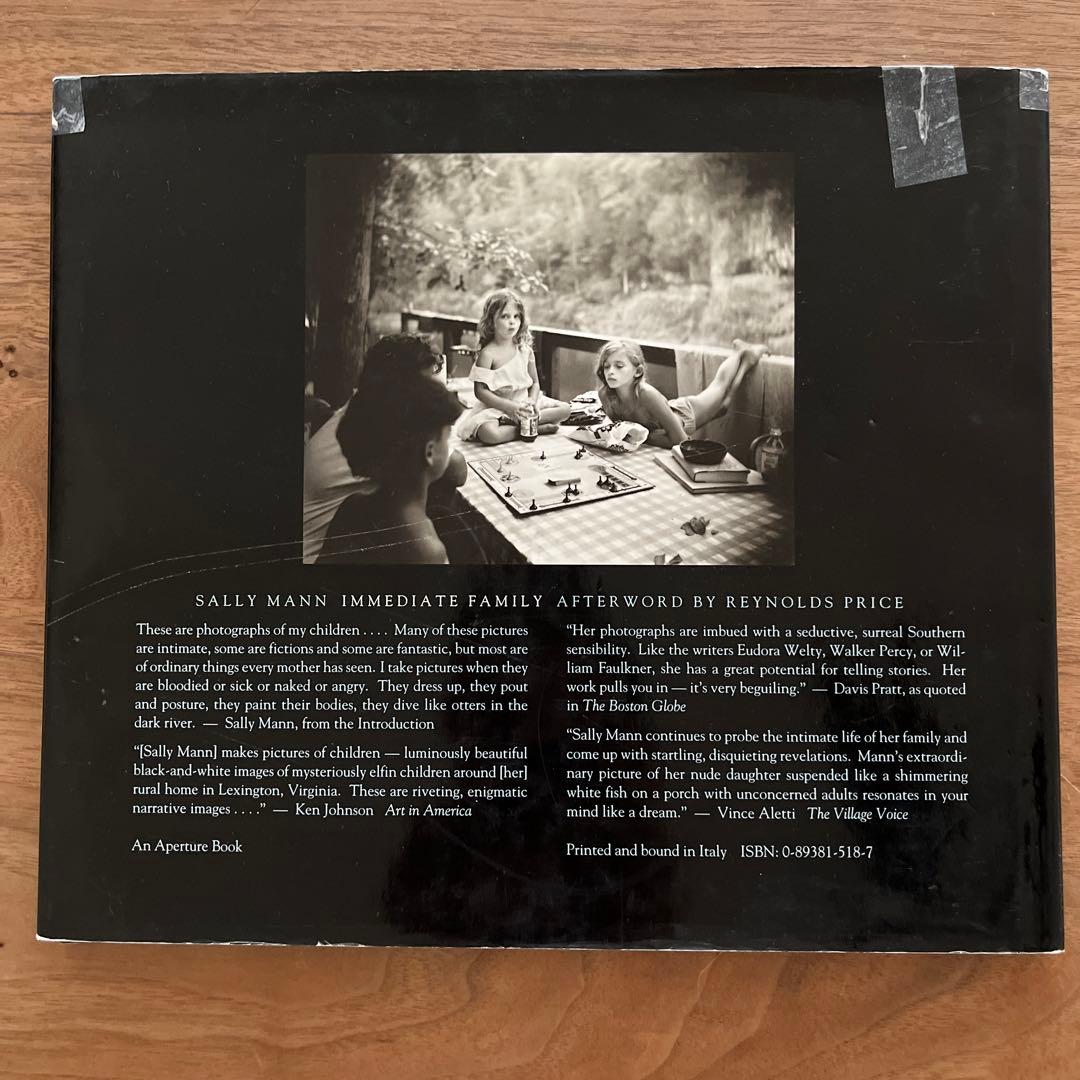 SALLY MANN IMMEDIATE FAMILY AFTERWORD BY REYNOLDS PRICE
These are photographs of my children . . . . Many of these pictures
are intimate, some are fictions and some are fantastic, but most are
of ordinary things every mother has seen. I take pictures when they
are bloodied or sick or naked or angry. They dress up, they pout
and posture, they paint their bodies, they dive like otters in the
dark river. — Sally Mann, from the Introduction
“[Sally Mann] makes pictures of children — luminously beautiful
black-and-white images of mysteriously elfin children around [her]
rural home in Lexington, Virginia. These are riveting, enigmatic
narrative images . . . .” — Ken Johnson Art in America
An Aperture Book
“Her photographs are imbued with a seductive, surreal Southern
sensibility. Like the writers Eudora Welty, Walker Percy, or Wil-
liam Faulkner, she has a great potential for telling stories. Her
work pulls you in — it’s very beguiling.” — Davis Pratt, as quoted
in The Boston Globe
“Sally Mann continues to probe the intimate life of her family and
come up with startling, disquieting revelations. Mann’s extraordi-
nary picture of her nude daughter suspended like a shimmering
white fish on a porch with unconcerned adults resonates in your
mind like a dream.” — Vince Aletti The Village Voice
Printed and bound in Italy ISBN: 0-89381-518-7